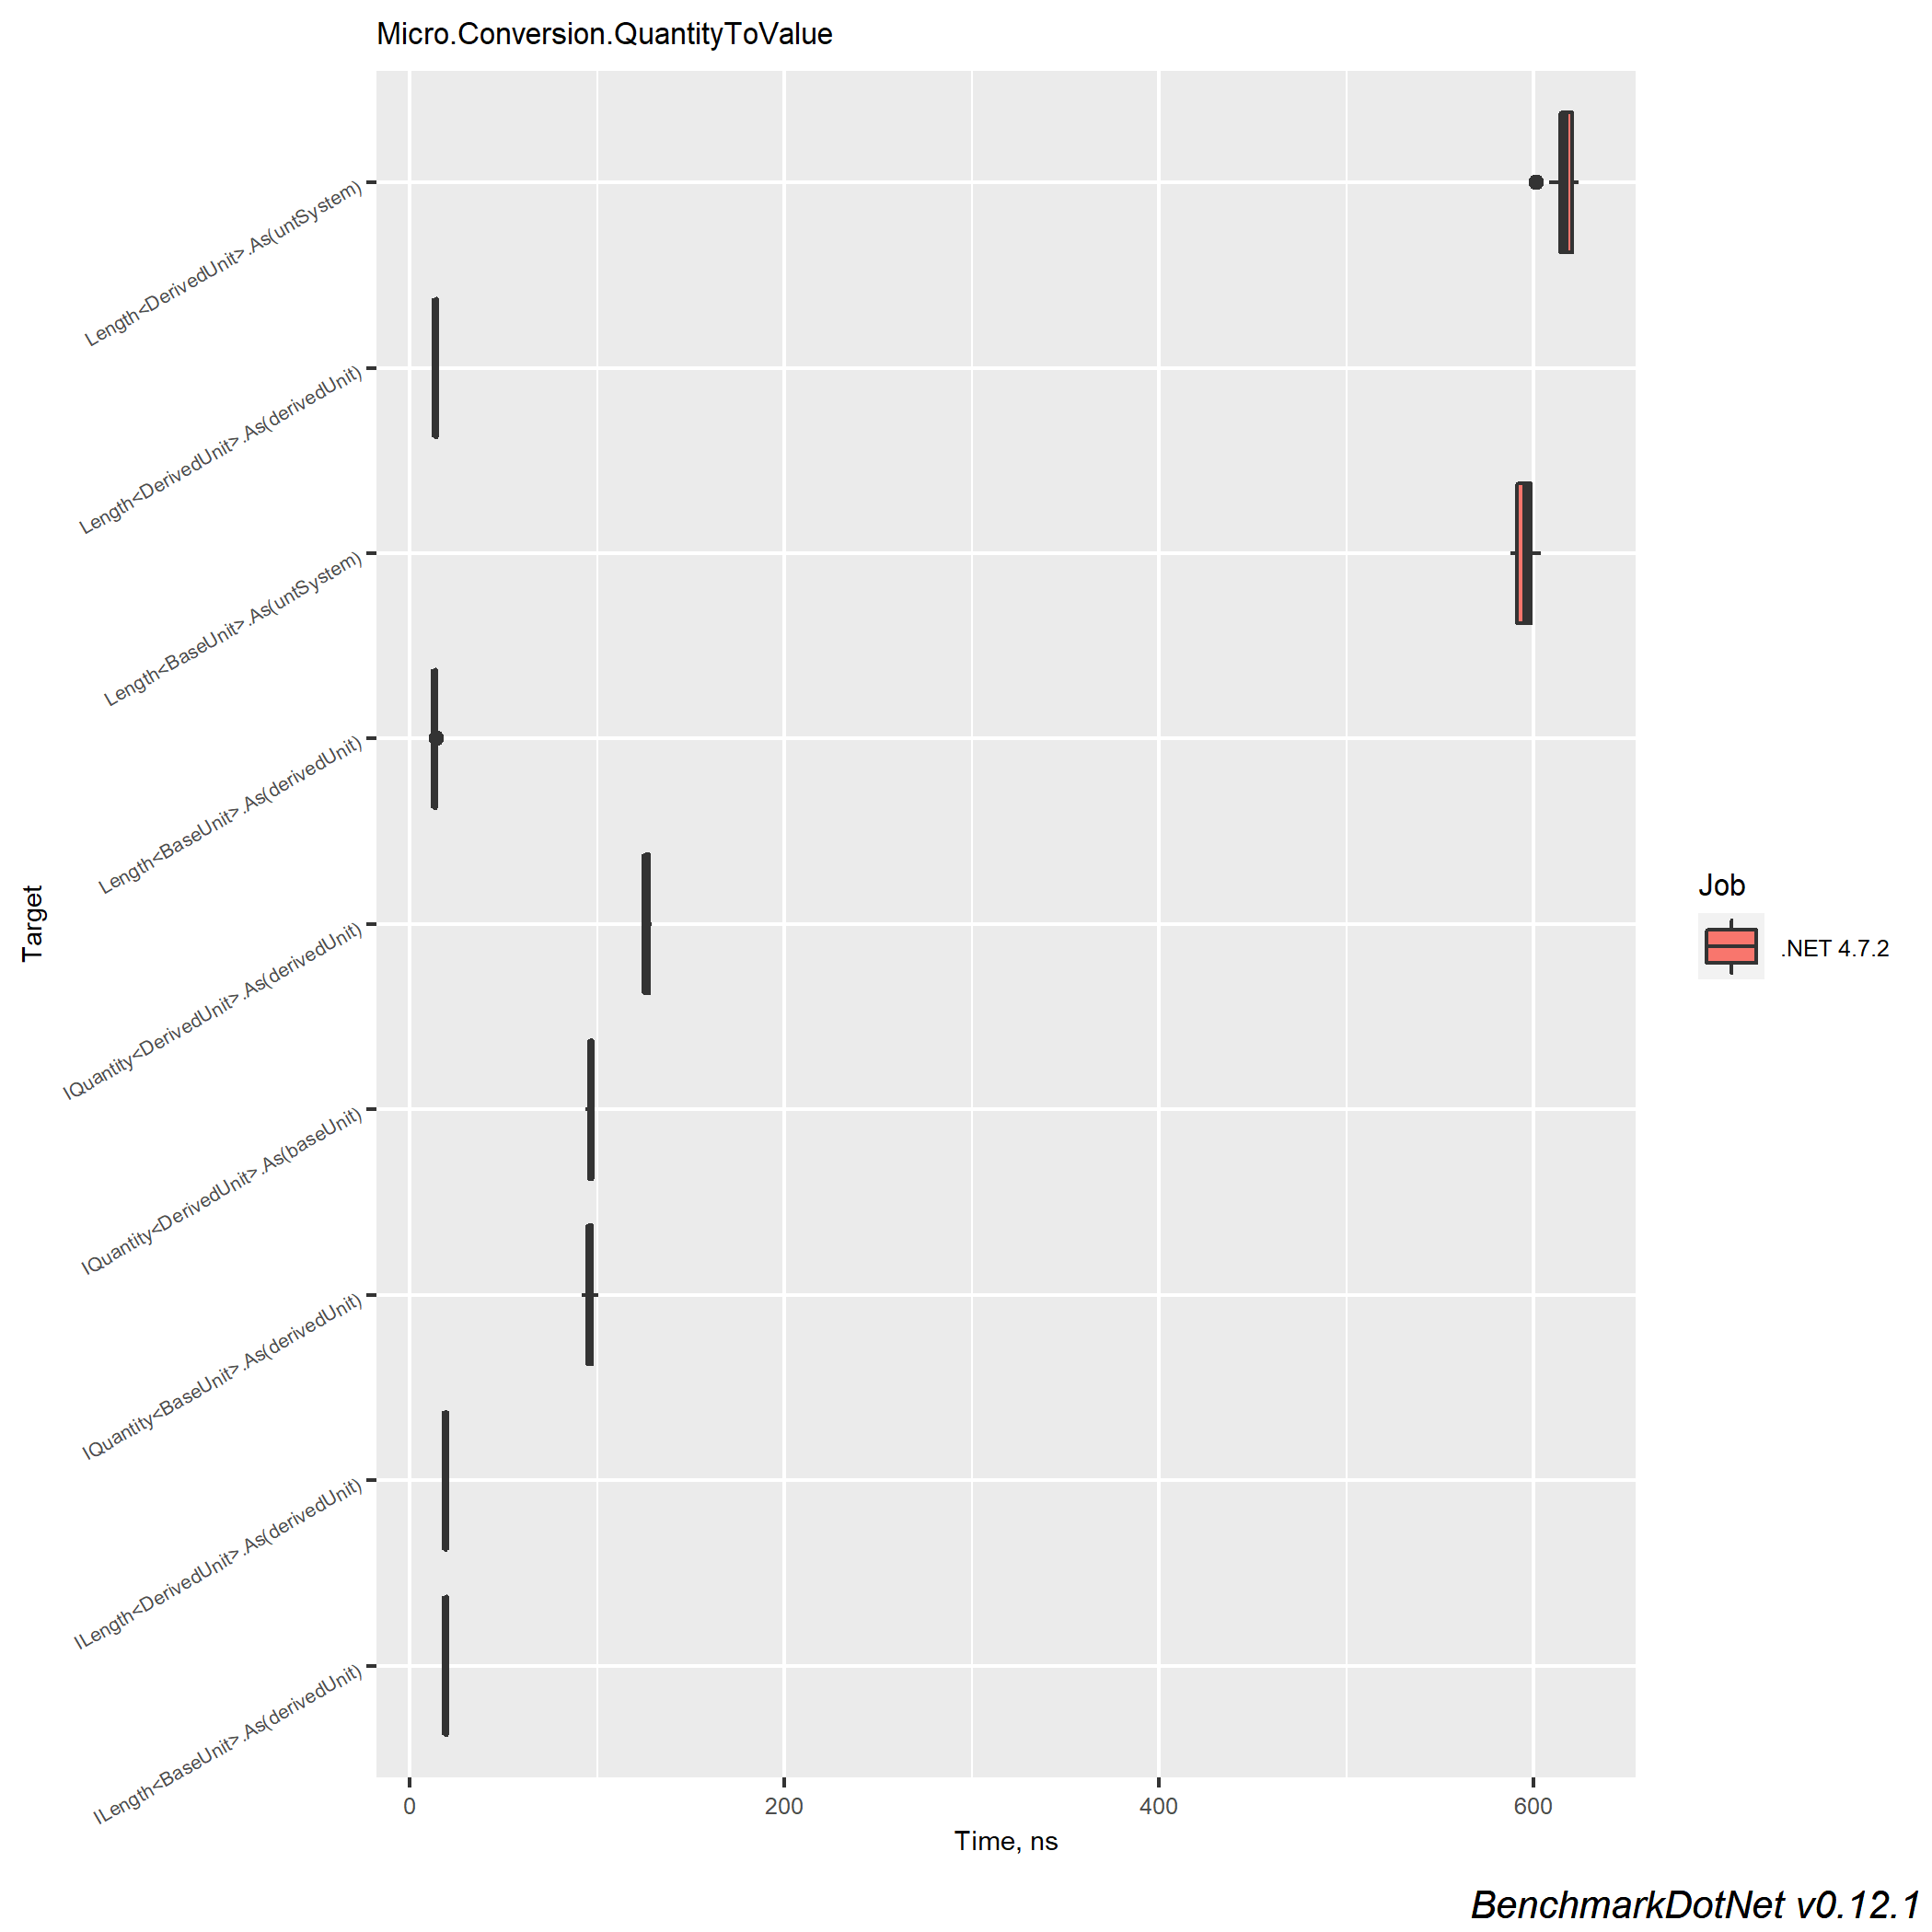 Micro.Conversion.QuantityToValue
Length<DerivedUnit>.As(untSystem)
Length<DerivedUnit>.As(derivedUnit)
Length<BaseUnit>.As(untSystem)
Length<BaseUnit>.As(derivedUnit)
IQuantity<DerivedUnit>.As(derivedUnit)
IQuantity<DerivedUnit>.As(baseUnit)
IQuantity<BaseUnit>.As(derivedUnit)
ILength<DerivedUnit>.As(derivedUnit)
ILength<BaseUnit>.As(derivedUnit)
Target
0 200 400 600
Time, ns
Job
.NET 4.7.2
BenchmarkDotNet v0.12.1